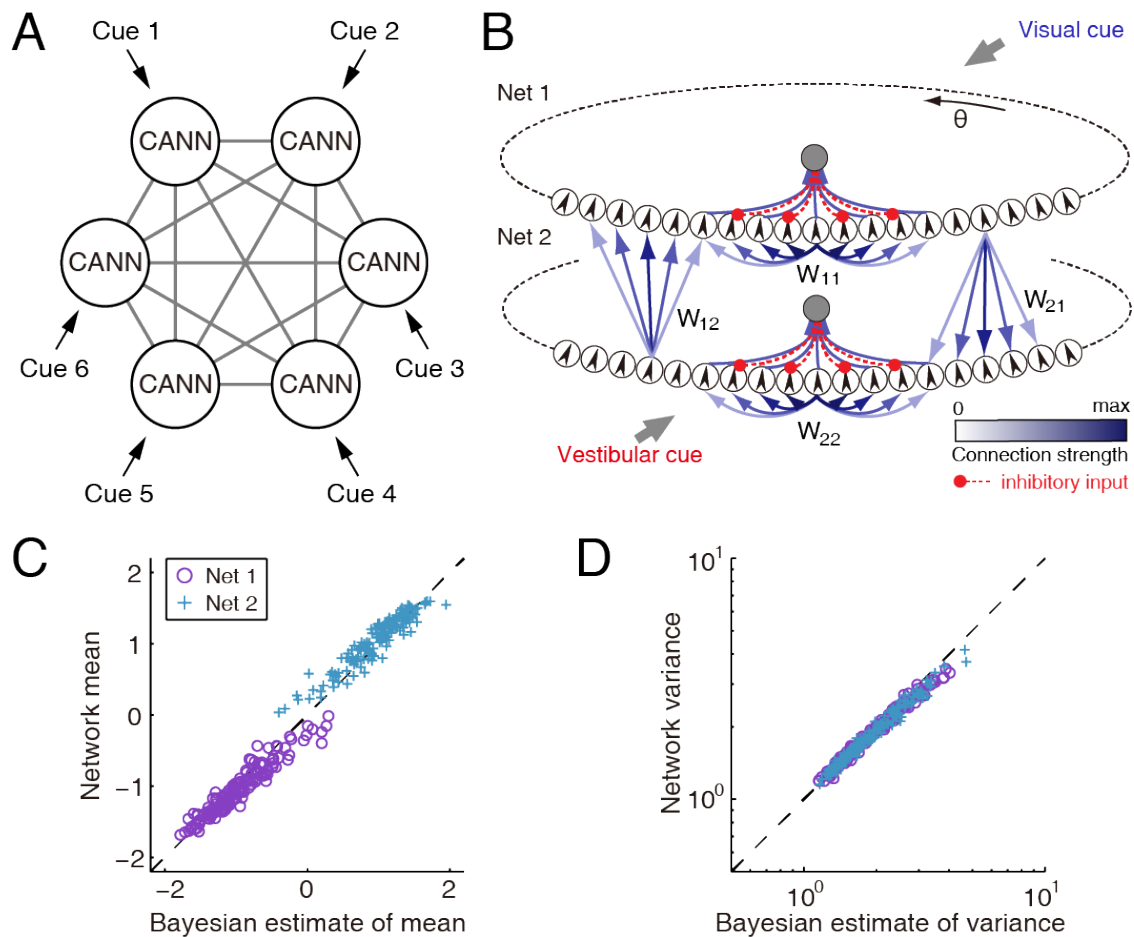 A
Cue 1
Cue 2
CANN
CANN
CANN
CANN
Cue 6
Cue 3
CANN
CANN
Cue 5
Cue 4
B
Visual cue
Net 1
θ
Net 2
W11
W12
W21
W22
Vestibular cue
0 max
Connection strength
inhibitory input
C
Net 1
Net 2
2
1
0
−1
−2
Network mean
−2 0 2
Bayesian estimate of mean
D
10^1
10^0
Network variance
10^0 10^1
Bayesian estimate of variance